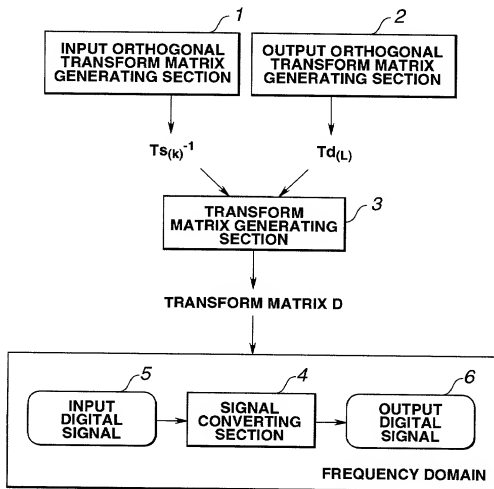 1
2
INPUT ORTHOGONAL
TRANSFORM MATRIX
GENERATING SECTION
OUTPUT ORTHOGONAL
TRANSFORM MATRIX
GENERATING SECTION
Ts(k)-1
Td(L)
3
TRANSFORM
MATRIX GENERATING
SECTION
TRANSFORM MATRIX D
5
4
6
INPUT
DIGITAL
SIGNAL
SIGNAL
CONVERTING
SECTION
OUTPUT
DIGITAL
SIGNAL
FREQUENCY DOMAIN